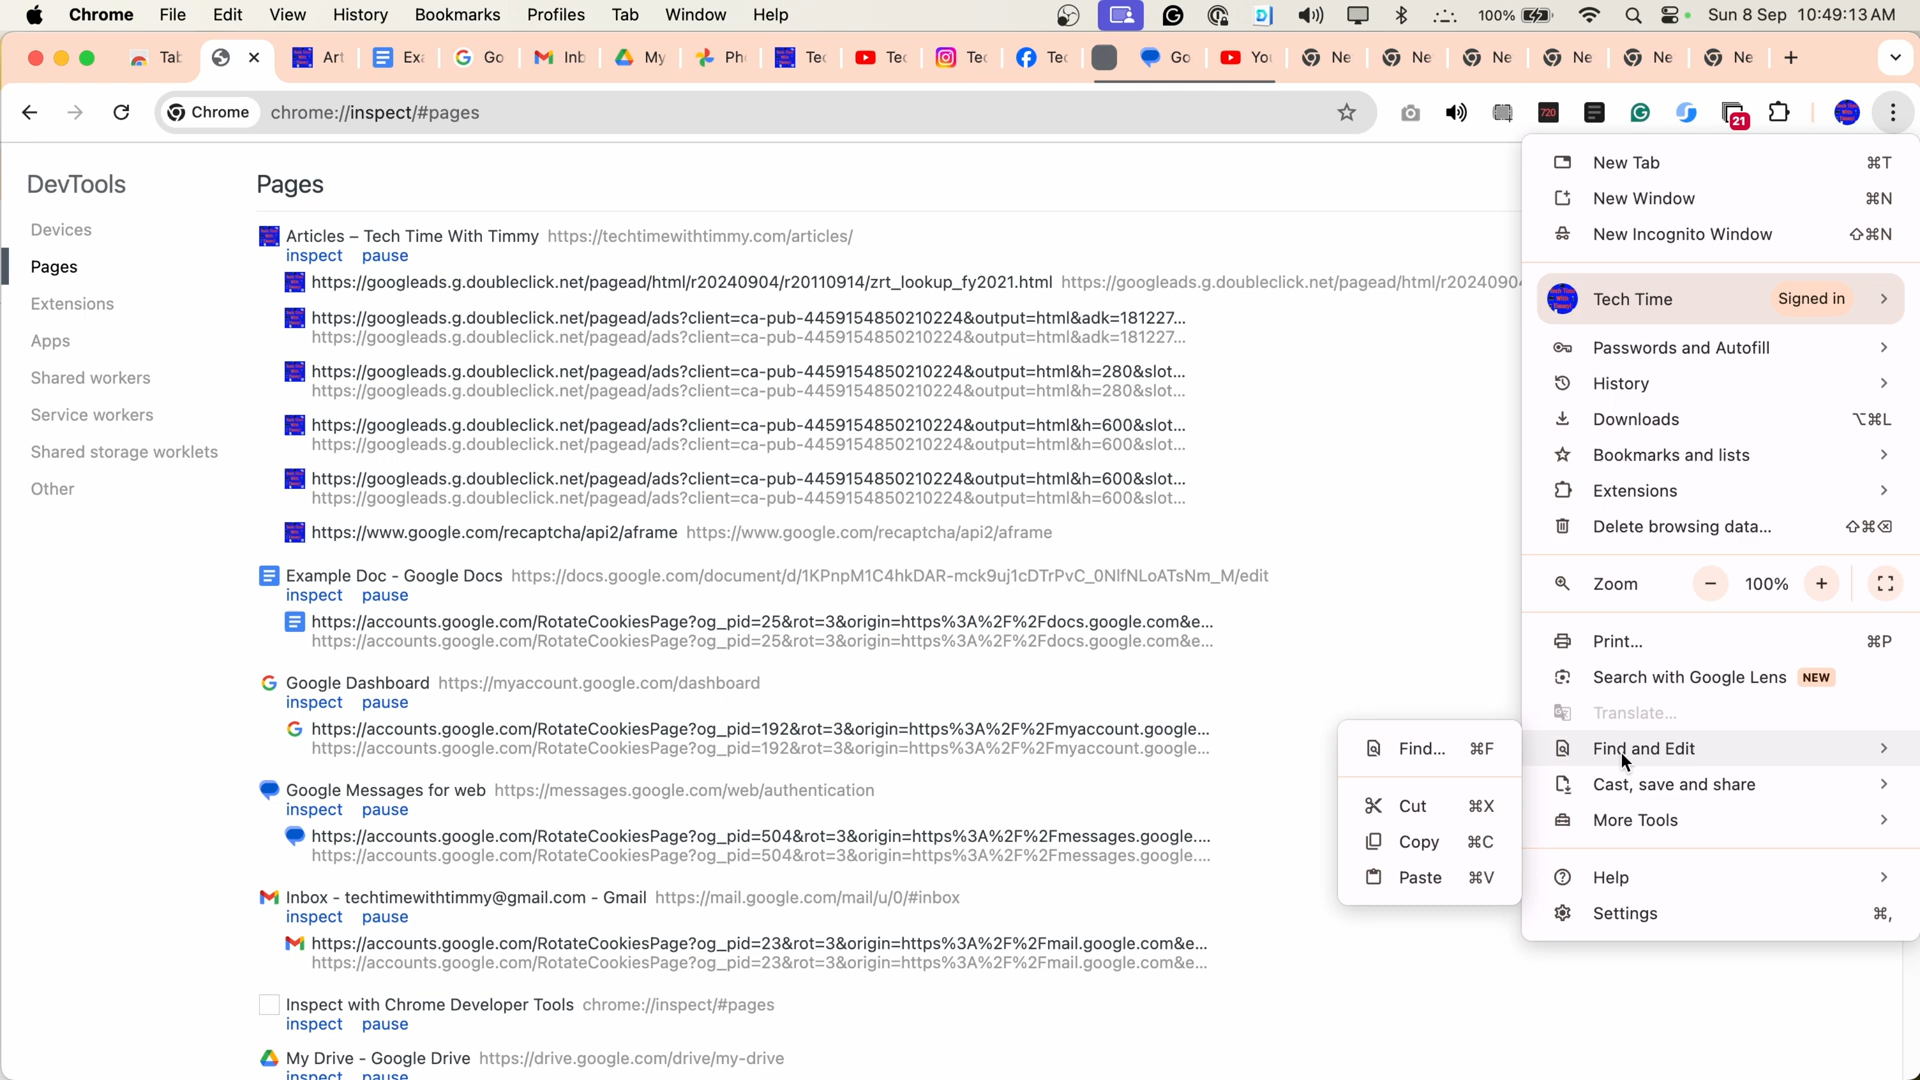 Chrome File Edit View History Bookmarks Profiles Tab Window Help 100% Sun 8 Sep 10:49:13 AM
Tab Art Exa Go Inb My Ph Tec Tec Tec Tec Go You Ne Ne Ne Ne Ne Ne
Chrome chrome://inspect/#pages 720 21
DevTools
Devices
Pages
Extensions
Apps
Shared workers
Service workers
Shared storage worklets
Other
Pages
Articles – Tech Time With Timmy https://techtimewithtimmy.com/articles/
inspect pause
https://googleads.g.doubleclick.net/pagead/html/r20240904/r20110914/zrt_lookup_fy2021.html https://googleads.g.doubleclick.net/pagead/html/r2024090
https://googleads.g.doubleclick.net/pagead/ads?client=ca-pub-4459154850210224&output=html&adk=181227...
https://googleads.g.doubleclick.net/pagead/ads?client=ca-pub-4459154850210224&output=html&adk=181227...
https://googleads.g.doubleclick.net/pagead/ads?client=ca-pub-4459154850210224&output=html&h=280&slot...
https://googleads.g.doubleclick.net/pagead/ads?client=ca-pub-4459154850210224&output=html&h=280&slot...
https://googleads.g.doubleclick.net/pagead/ads?client=ca-pub-4459154850210224&output=html&h=600&slot...
https://googleads.g.doubleclick.net/pagead/ads?client=ca-pub-4459154850210224&output=html&h=600&slot...
https://googleads.g.doubleclick.net/pagead/ads?client=ca-pub-4459154850210224&output=html&h=600&slot...
https://googleads.g.doubleclick.net/pagead/ads?client=ca-pub-4459154850210224&output=html&h=600&slot...
https://www.google.com/recaptcha/api2/aframe https://www.google.com/recaptcha/api2/aframe
Example Doc - Google Docs https://docs.google.com/document/d/1KPnpM1C4hkDAR-mck9uj1cDTrPvC_0NlfNLoATsNm_M/edit
inspect pause
https://accounts.google.com/RotateCookiesPage?og_pid=25&rot=3&origin=https%3A%2F%2Fdocs.google.com&e...
https://accounts.google.com/RotateCookiesPage?og_pid=25&rot=3&origin=https%3A%2F%2Fdocs.google.com&e...
Google Dashboard https://myaccount.google.com/dashboard
inspect pause
https://accounts.google.com/RotateCookiesPage?og_pid=192&rot=3&origin=https%3A%2F%2Fmyaccount.google...
https://accounts.google.com/RotateCookiesPage?og_pid=192&rot=3&origin=https%3A%2F%2Fmyaccount.google...
Google Messages for web https://messages.google.com/web/authentication
inspect pause
https://accounts.google.com/RotateCookiesPage?og_pid=504&rot=3&origin=https%3A%2F%2Fmessages.google....
https://accounts.google.com/RotateCookiesPage?og_pid=504&rot=3&origin=https%3A%2F%2Fmessages.google....
Inbox - techtimewithtimmy@gmail.com - Gmail https://mail.google.com/mail/u/0/#inbox
inspect pause
https://accounts.google.com/RotateCookiesPage?og_pid=23&rot=3&origin=https%3A%2F%2Fmail.google.com&e...
https://accounts.google.com/RotateCookiesPage?og_pid=23&rot=3&origin=https%3A%2F%2Fmail.google.com&e...
Inspect with Chrome Developer Tools chrome://inspect/#pages
inspect pause
My Drive - Google Drive https://drive.google.com/drive/my-drive
inspect pause
New Tab ⌘T
New Window ⌘N
New Incognito Window ⇧⌘N
Tech Time Signed in
Passwords and Autofill
History
Downloads ⌥⌘L
Bookmarks and lists
Extensions
Delete browsing data... ⇧⌘⌫
Zoom − 100% +
Print... ⌘P
Search with Google Lens NEW
Translate...
Find and Edit
Cast, save and share
More Tools
Help
Settings ⌘,
Find... ⌘F
Cut ⌘X
Copy ⌘C
Paste ⌘V